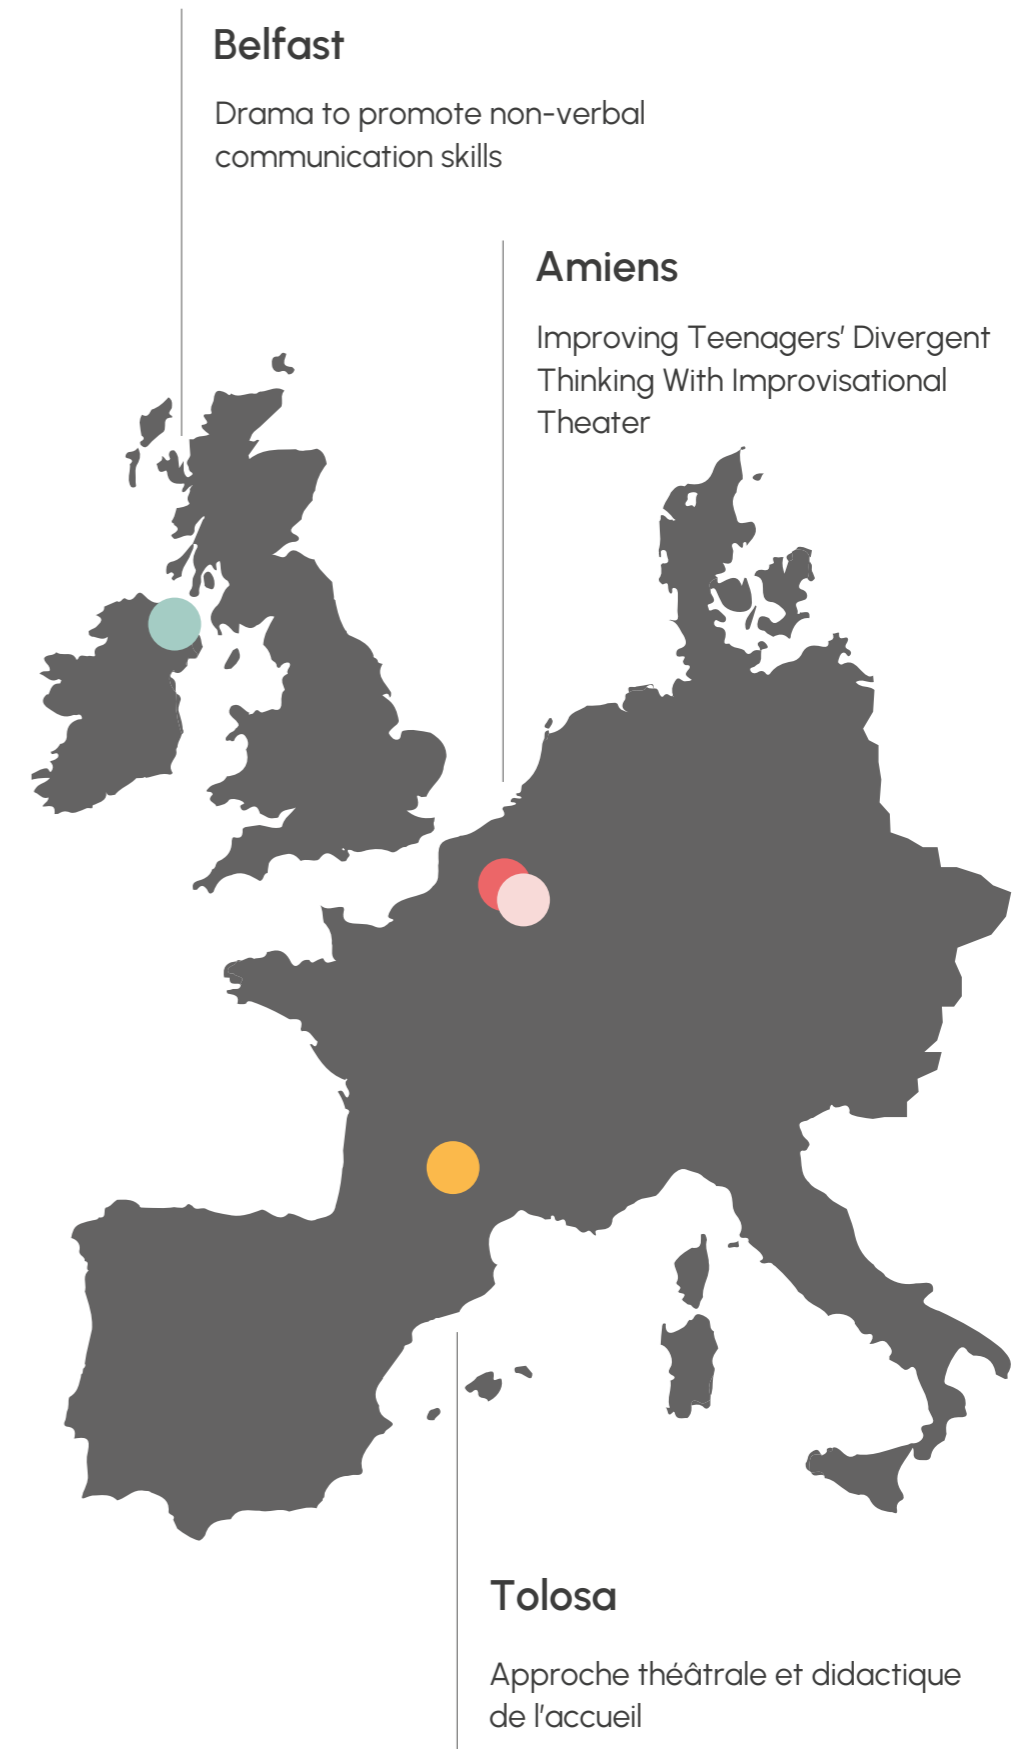 Belfast
Drama to promote non-verbal
communication skills
Amiens
Improving Teenagers' Divergent
Thinking With Improvisational
Theater
Tolosa
Approche théâtrale et didactique
de l'accueil